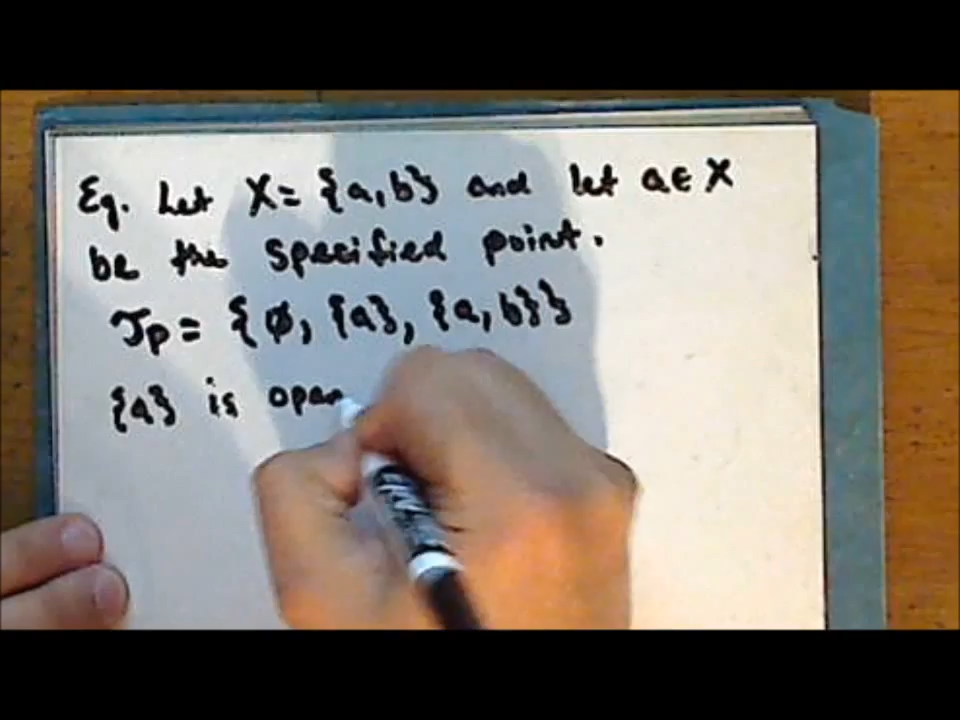 Eg. Let X = {a, b} and let a ∈ X
be the specified point.
𝒯p = {∅, {a}, {a, b}}
{a} is open